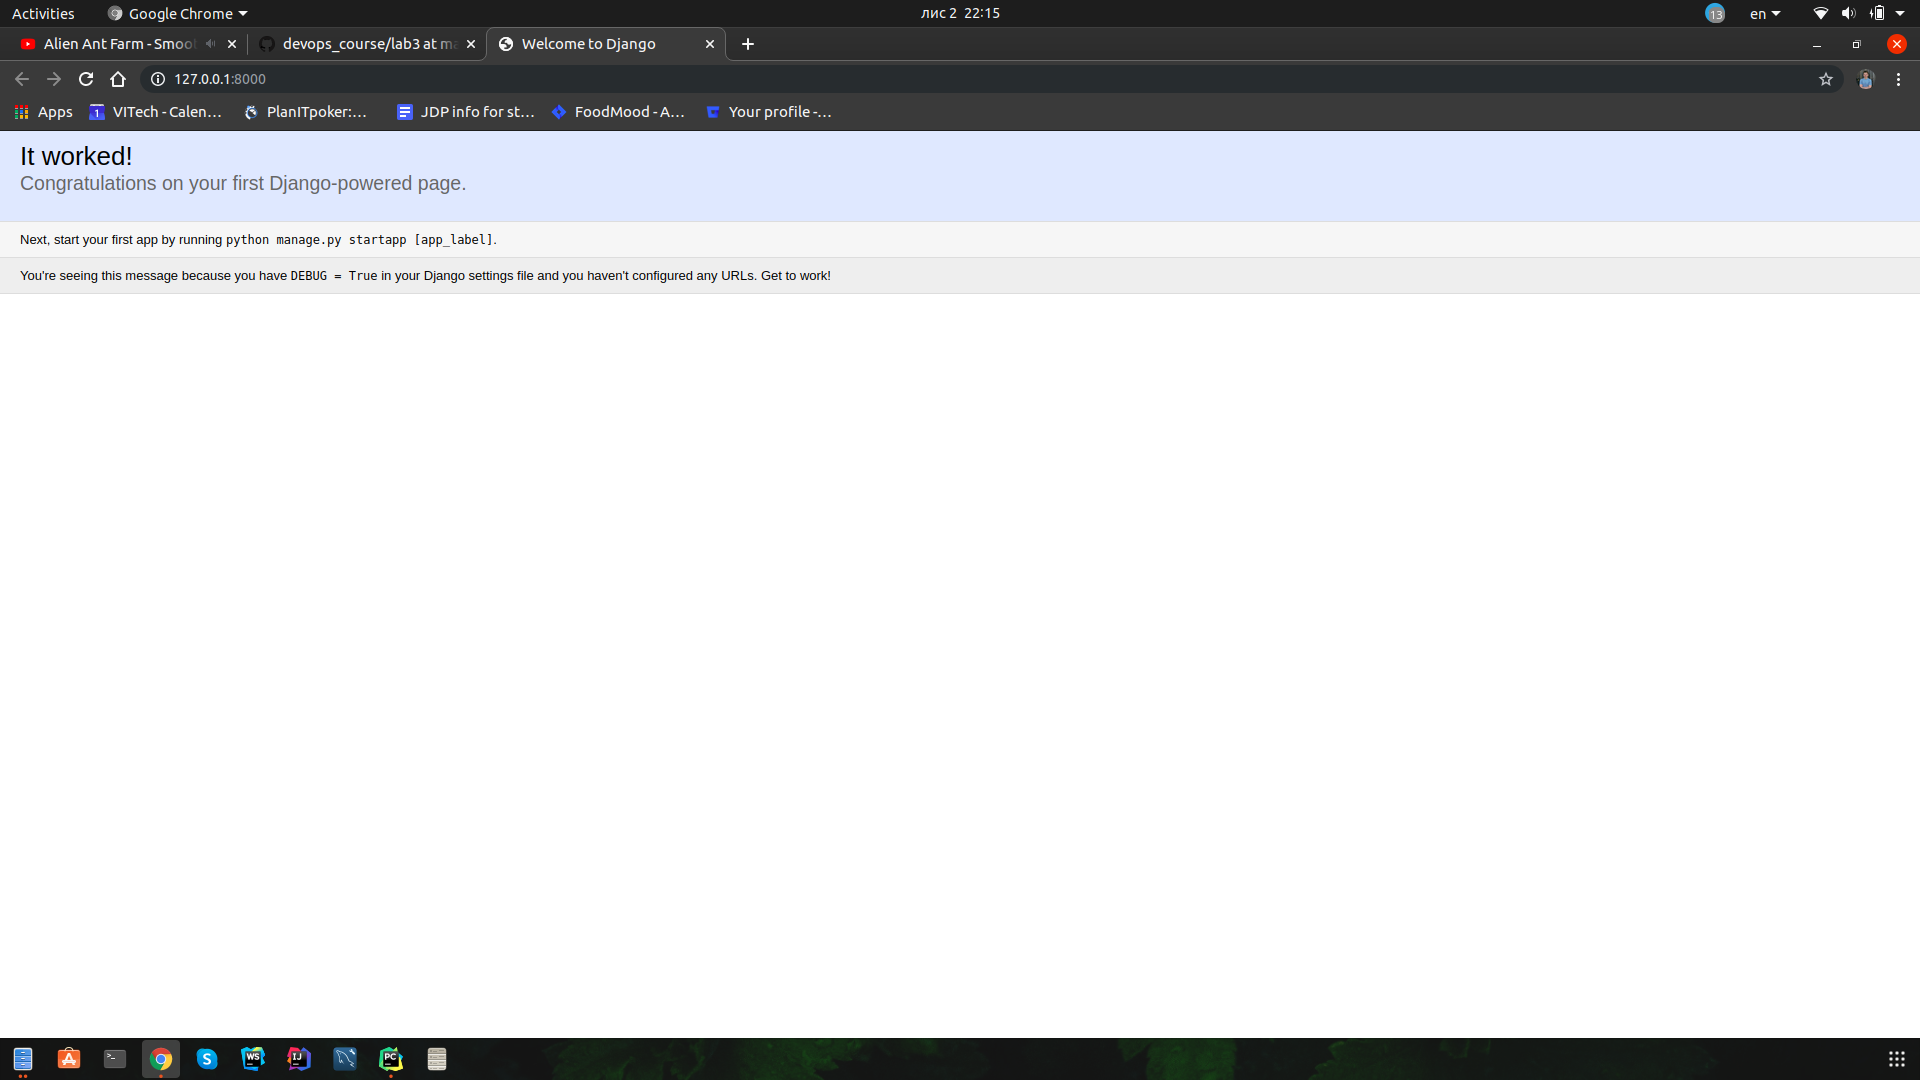 Activities
Google Chrome
лис 2 22:15
13
en
Alien Ant Farm - Smoot
devops_course/lab3 at ma
Welcome to Django
127.0.0.1:8000
Apps
1
VITech - Calen...
PlanITpoker:...
JDP info for st...
FoodMood - A...
Your profile -...
It worked!
Congratulations on your first Django-powered page.
Next, start your first app by running python manage.py startapp [app_label].
You're seeing this message because you have DEBUG = True in your Django settings file and you haven't configured any URLs. Get to work!
>_
S
WS
IJ
PC